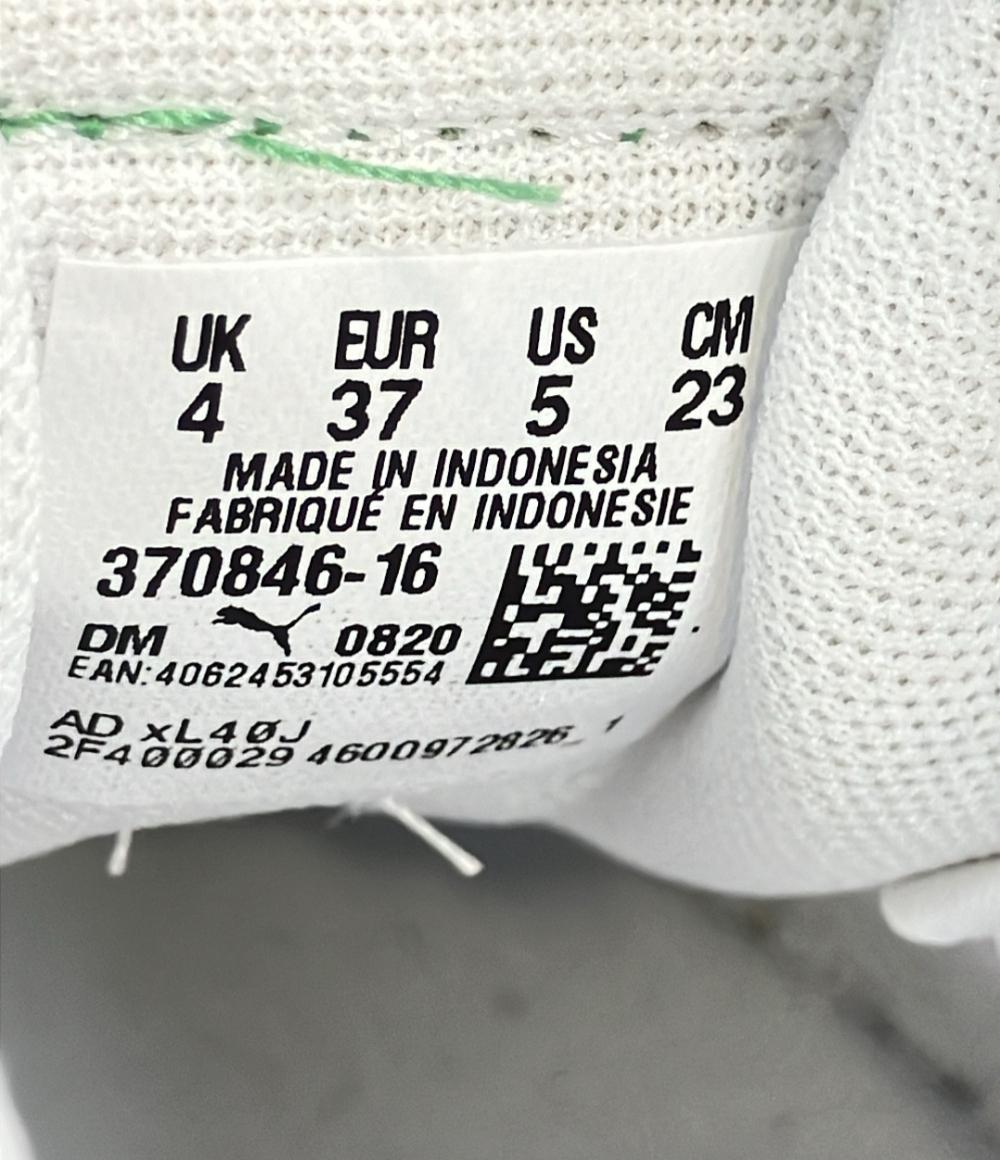 UK EUR US CM
4 37 5 23
MADE IN INDONESIA
FABRIQUÉ EN INDONESIE
370846-16
DM 0820
EAN:4062453105554
AD xL40J
2F400029 4600972826_1